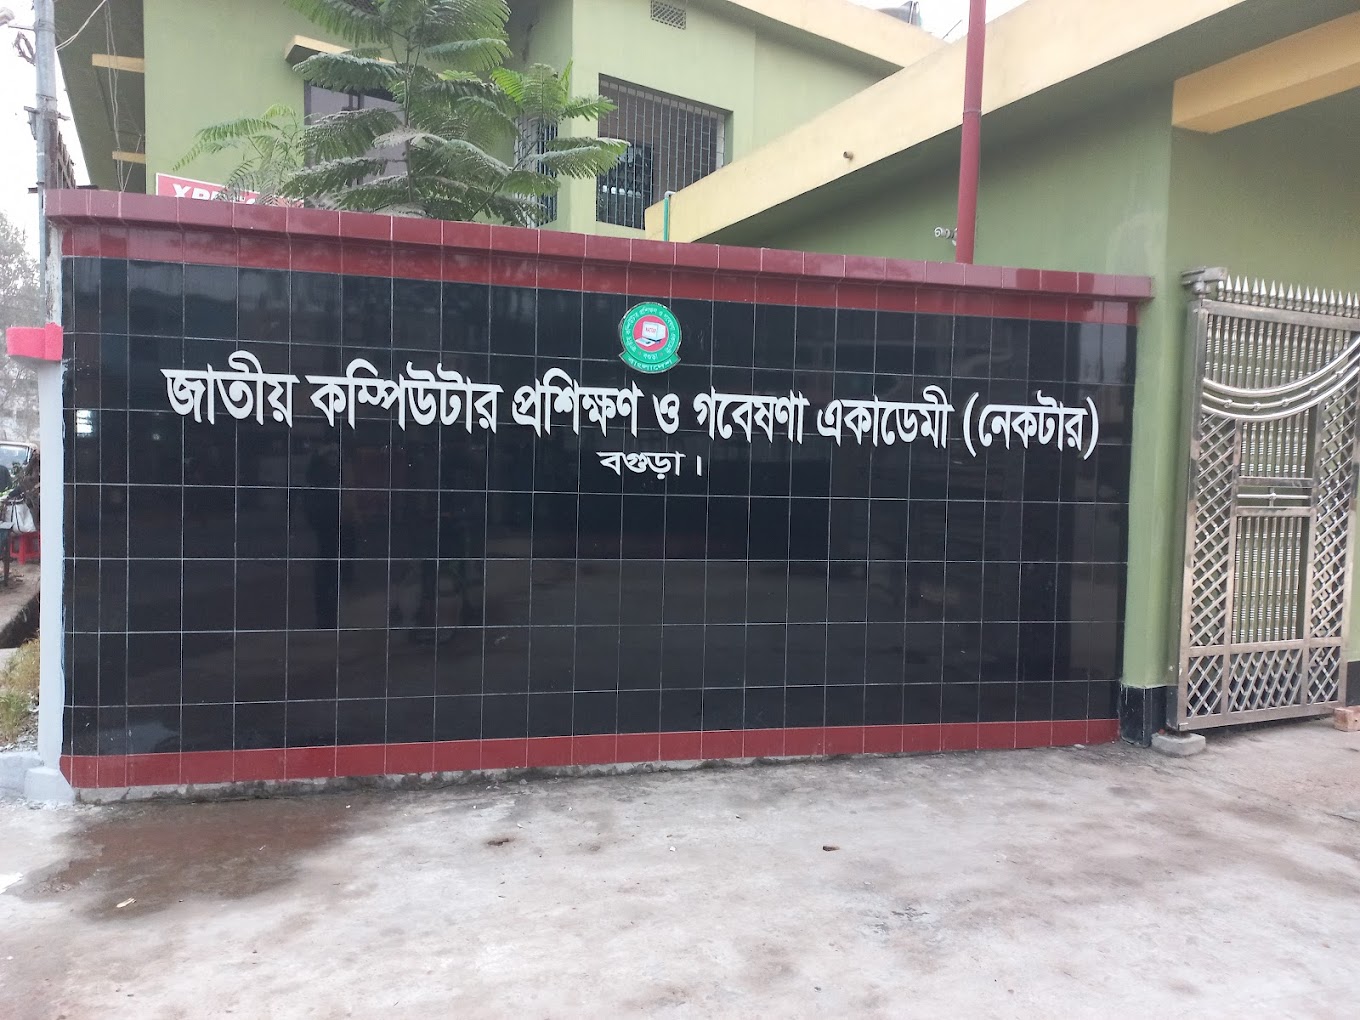 জাতীয় কম্পিউটার প্রশিক্ষণ ও গবেষণা একাডেমী (নেকটার)
বগুড়া।